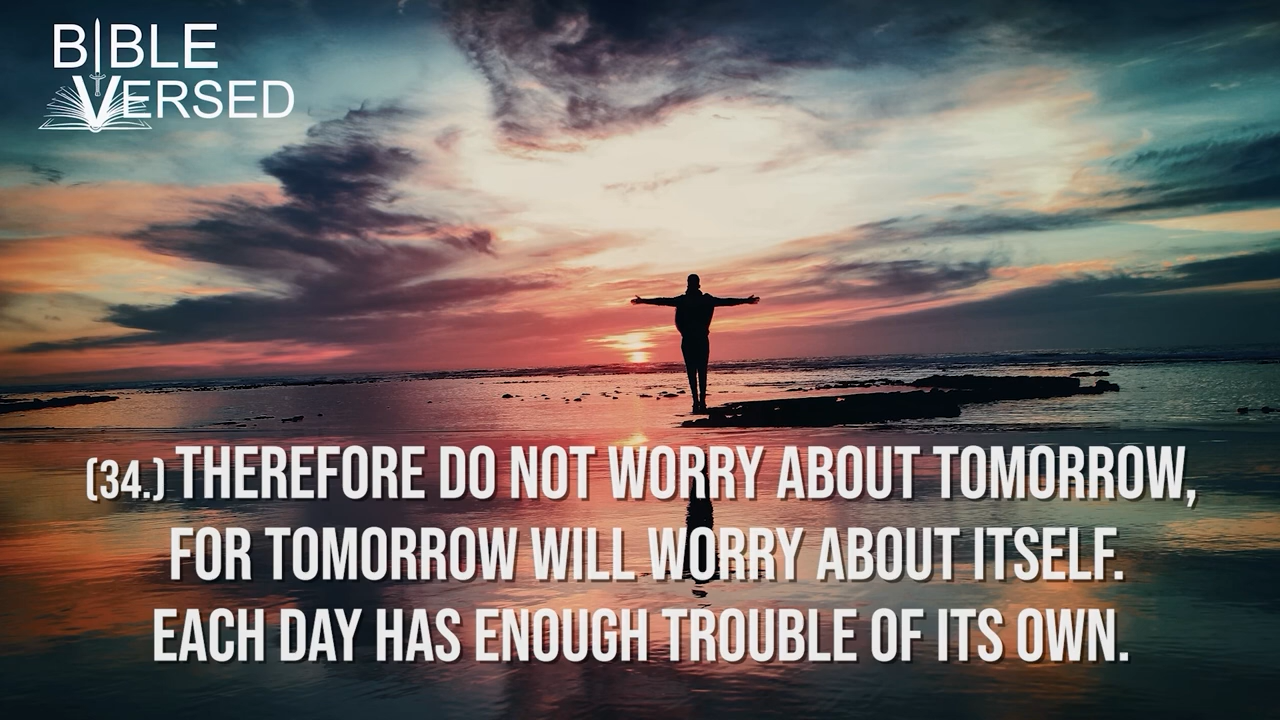 BIBLE
VERSED
(34.) THEREFORE DO NOT WORRY ABOUT TOMORROW,
FOR TOMORROW WILL WORRY ABOUT ITSELF.
EACH DAY HAS ENOUGH TROUBLE OF ITS OWN.